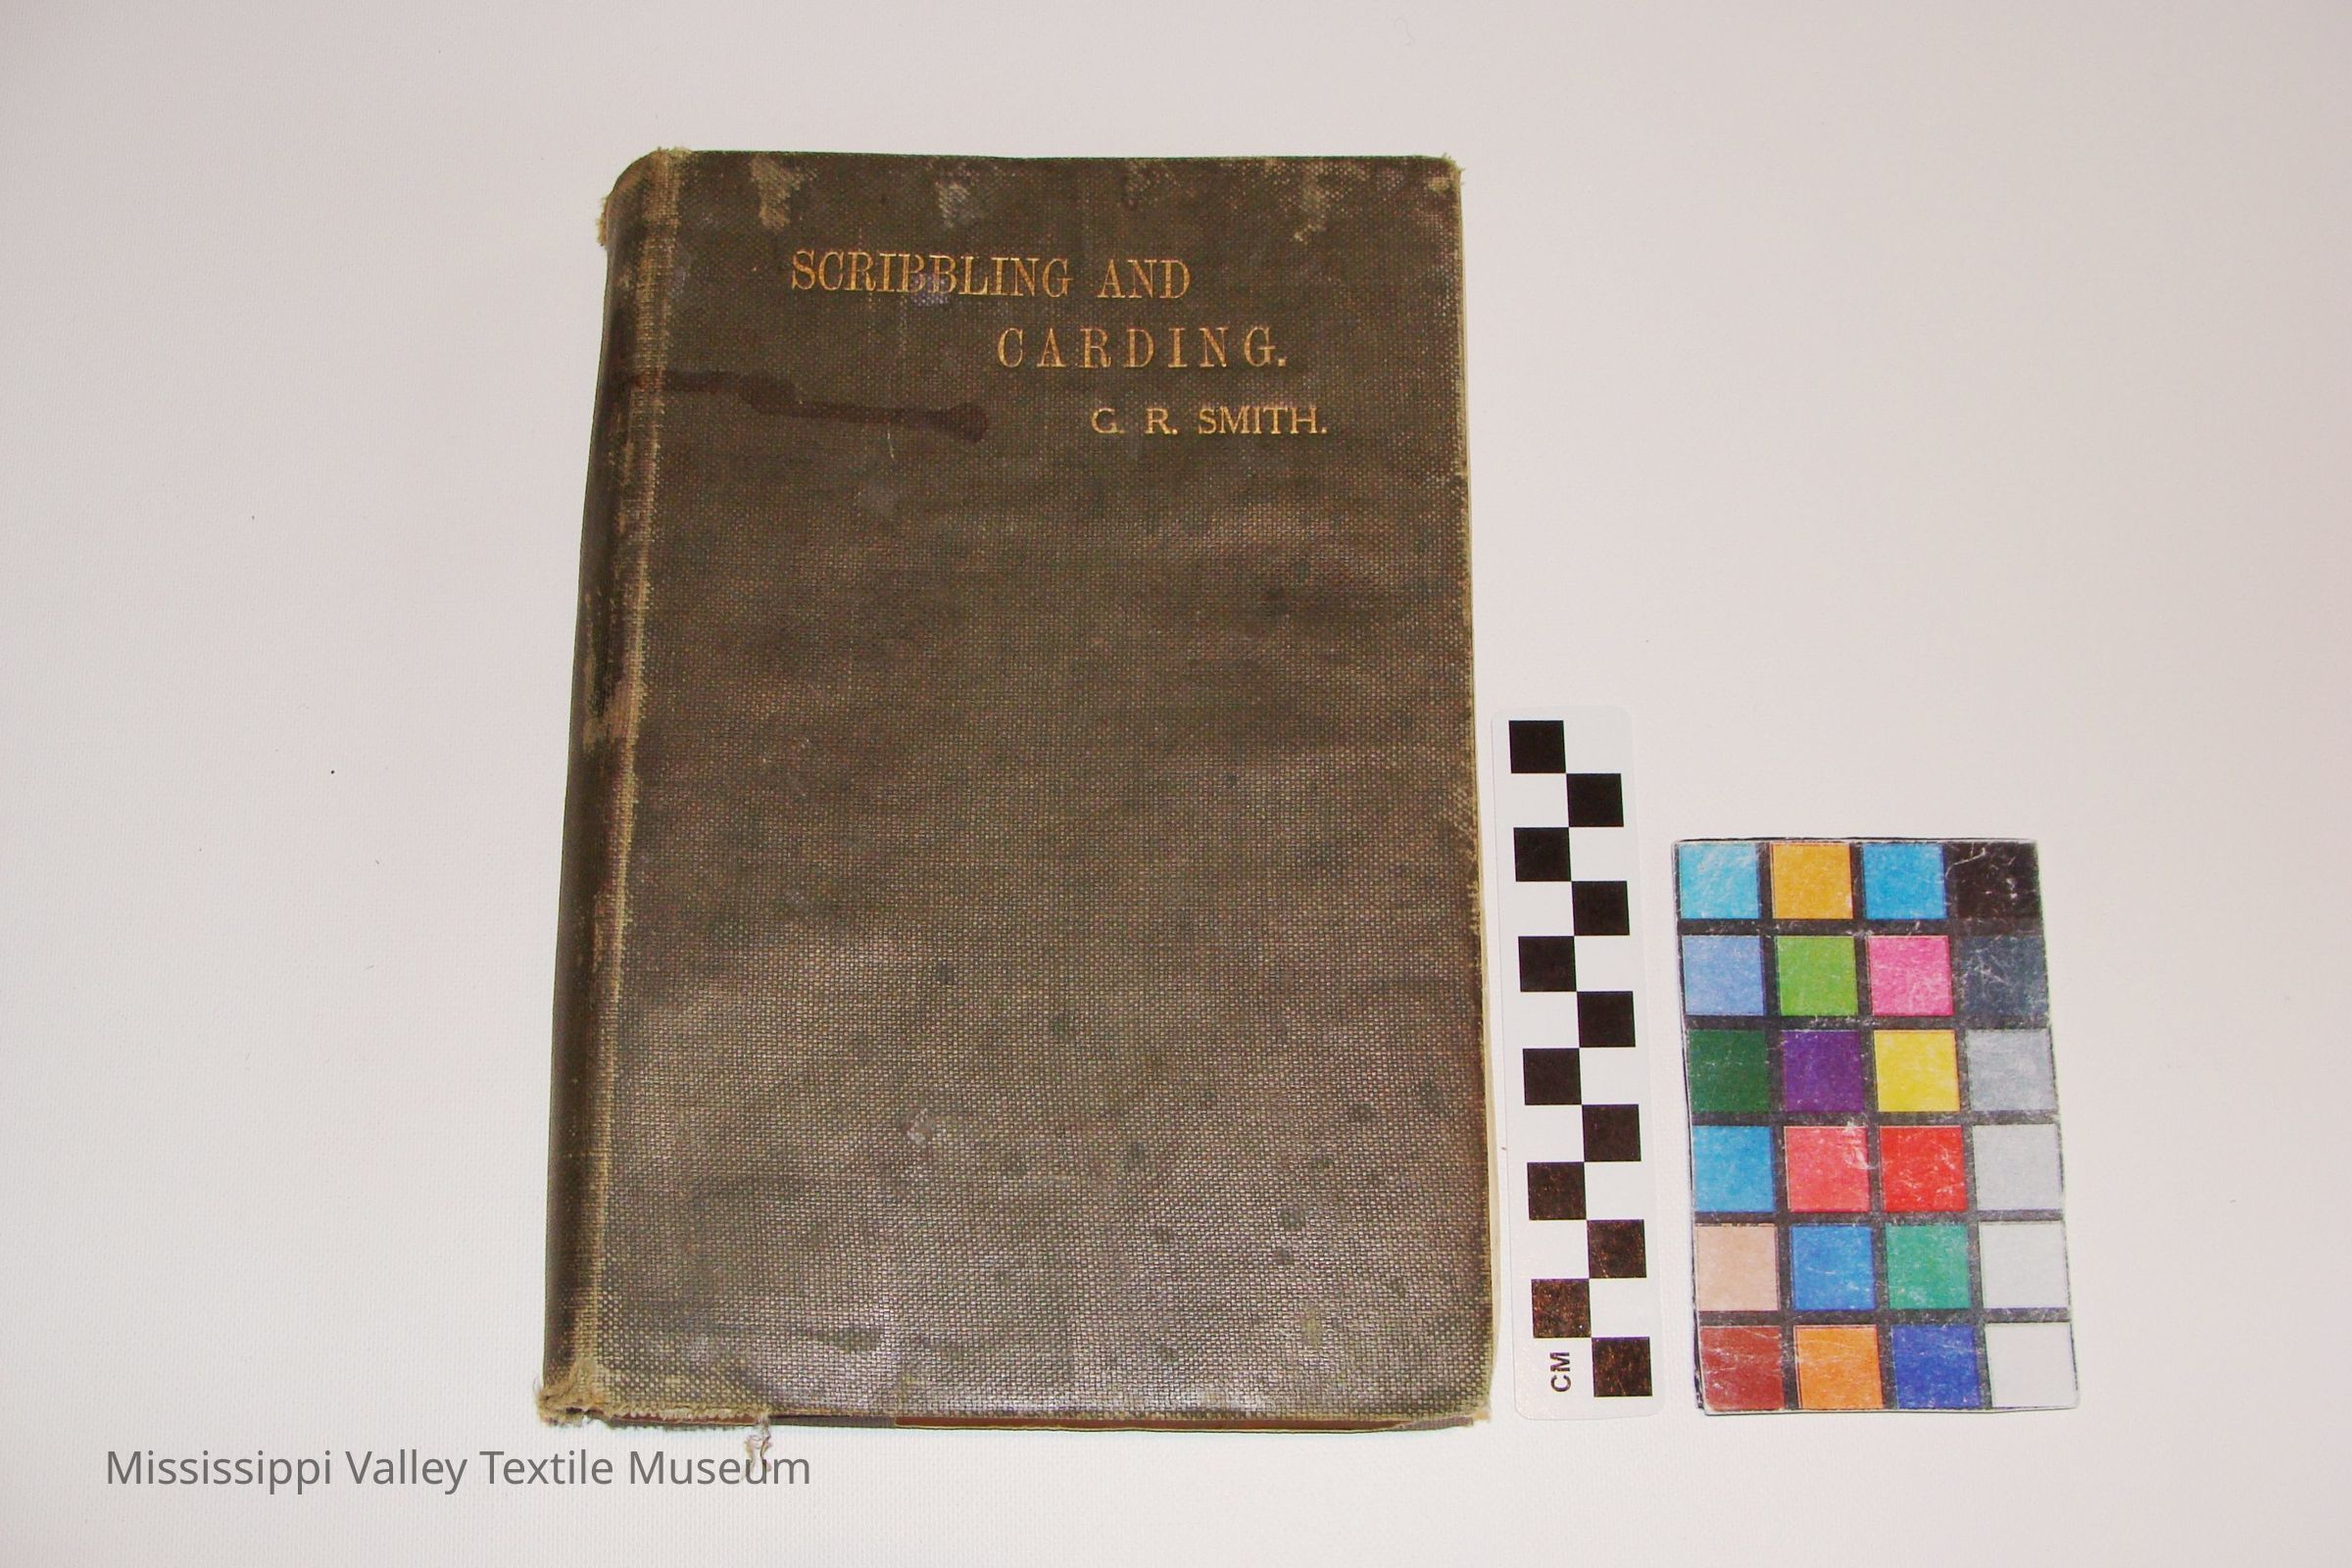 SCRIBBLING AND
CARDING.
G. R. SMITH.
CM
Mississippi Valley Textile Museum